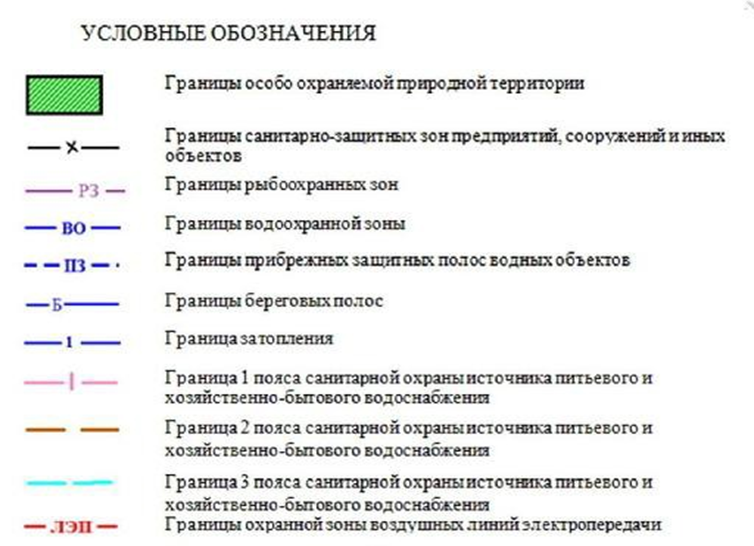 УСЛОВНЫЕ ОБОЗНАЧЕНИЯ
Границы особо охраняемой природной территории
Границы санитарно-защитных зон предприятий, сооружений и иных
объектов
РЗ Границы рыбоохранных зон
ВО Границы водоохранной зоны
ПЗ Границы прибрежных защитных полос водных объектов
Б Границы береговых полос
1 Граница затопления
Граница 1 пояса санитарной охраны источника питьевого и
хозяйственно-бытового водоснабжения
Граница 2 пояса санитарной охраны источника питьевого и
хозяйственно-бытового водоснабжения
Граница 3 пояса санитарной охраны источника питьевого и
хозяйственно-бытового водоснабжения
ЛЭП Границы охранной зоны воздушных линий электропередачи